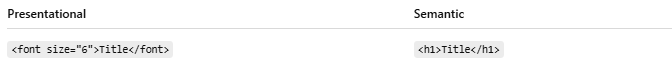 Presentational Semantic
<font size="6">Title</font> <h1>Title</h1>